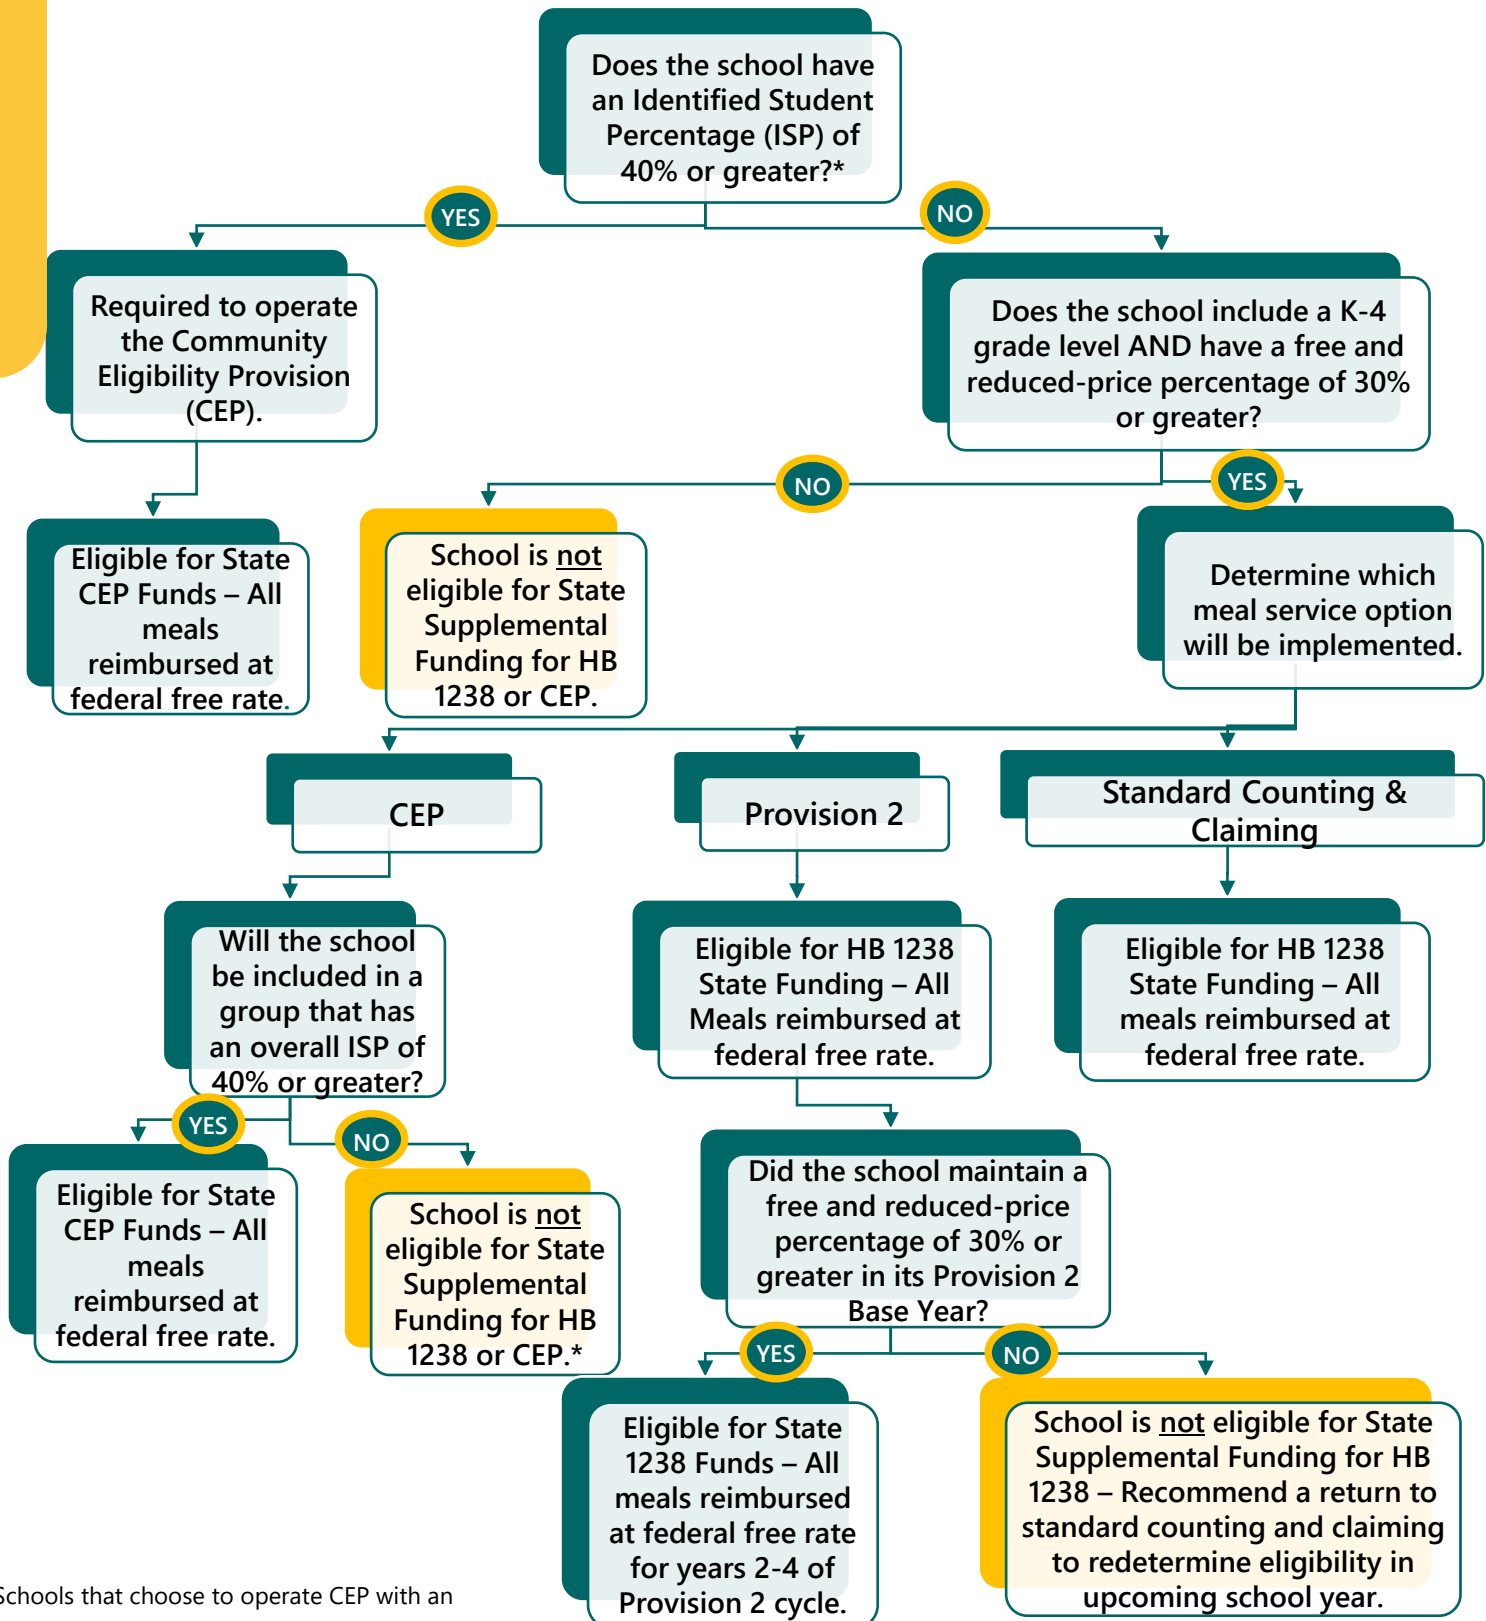 Does the school have
an Identified Student
Percentage (ISP) of
40% or greater?*
YES
NO
Required to operate
the Community
Eligibility Provision
(CEP).
Does the school include a K-4
grade level AND have a free and
reduced-price percentage of 30%
or greater?
NO
YES
Eligible for State
CEP Funds – All
meals
reimbursed at
federal free rate.
School is not
eligible for State
Supplemental
Funding for HB
1238 or CEP.
Determine which
meal service option
will be implemented.
CEP
Provision 2
Standard Counting &
Claiming
Will the school
be included in a
group that has
an overall ISP of
40% or greater?
Eligible for HB 1238
State Funding – All
Meals reimbursed at
federal free rate.
Eligible for HB 1238
State Funding – All
meals reimbursed at
federal free rate.
YES
NO
Eligible for State
CEP Funds – All
meals
reimbursed at
federal free rate.
School is not
eligible for State
Supplemental
Funding for HB
1238 or CEP.*
Did the school maintain a
free and reduced-price
percentage of 30% or
greater in its Provision 2
Base Year?
YES
NO
Eligible for State
1238 Funds – All
meals reimbursed
at federal free rate
for years 2-4 of
Provision 2 cycle.
School is not eligible for State
Supplemental Funding for HB
1238 – Recommend a return to
standard counting and claiming
to redetermine eligibility in
upcoming school year.
Schools that choose to operate CEP with an